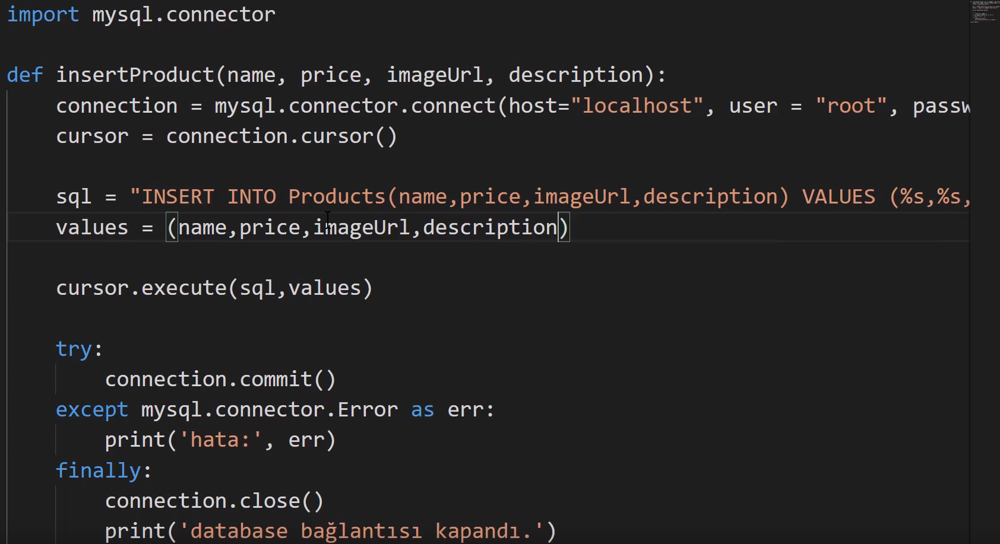 import mysql.connector
def insertProduct(name, price, imageUrl, description):
connection = mysql.connector.connect(host="localhost", user = "root", passw
cursor = connection.cursor()
sql = "INSERT INTO Products(name,price,imageUrl,description) VALUES (%s,%s,
values = (name,price,imageUrl,description)
cursor.execute(sql,values)
try:
connection.commit()
except mysql.connector.Error as err:
print('hata:', err)
finally:
connection.close()
print('database bağlantısı kapandı.')